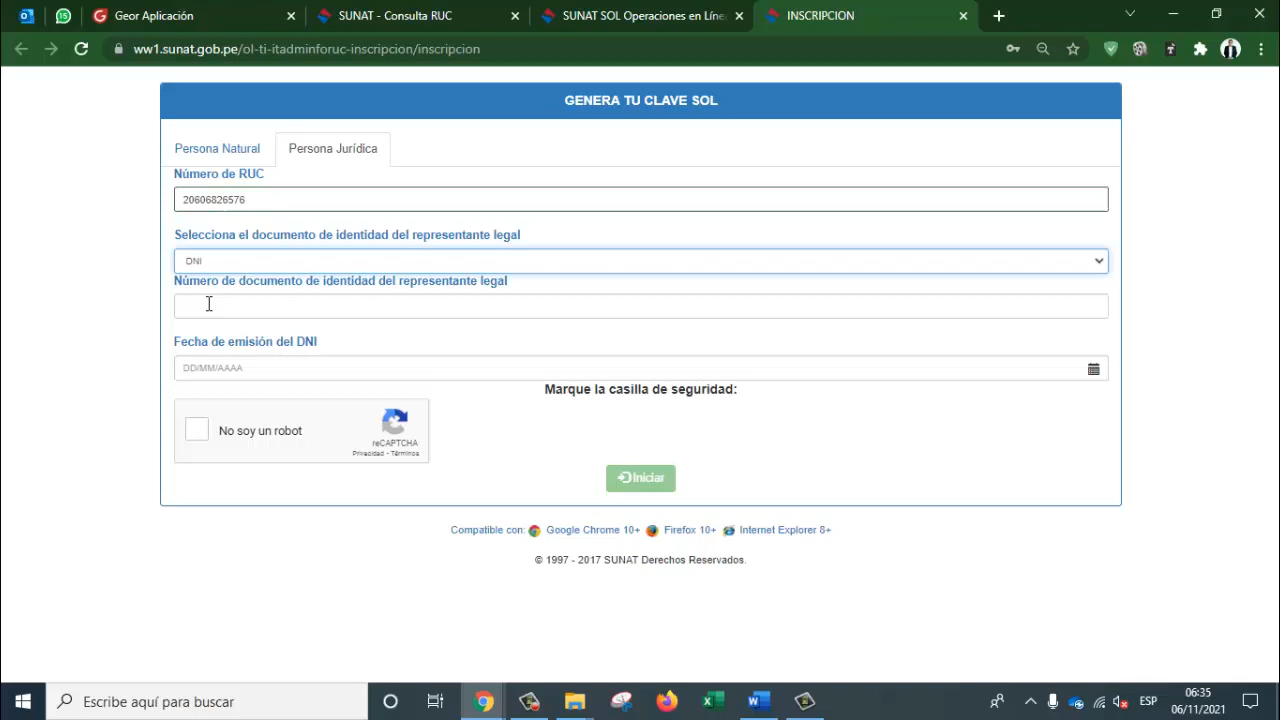 Geor Aplicación
SUNAT - Consulta RUC
SUNAT SOL Operaciones en Líne
INSCRIPCION
ww1.sunat.gob.pe/ol-ti-itadminforuc-inscripcion/inscripcion
GENERA TU CLAVE SOL
Persona Natural
Persona Jurídica
Número de RUC
20606826576
Selecciona el documento de identidad del representante legal
DNI
Número de documento de identidad del representante legal
Fecha de emisión del DNI
DD/MM/AAAA
Marque la casilla de seguridad:
No soy un robot
reCAPTCHA
Privacidad - Términos
Iniciar
Compatible con: Google Chrome 10+ Firefox 10+ Internet Explorer 8+
© 1997 - 2017 SUNAT Derechos Reservados.
Escribe aquí para buscar
ESP
06:35
06/11/2021